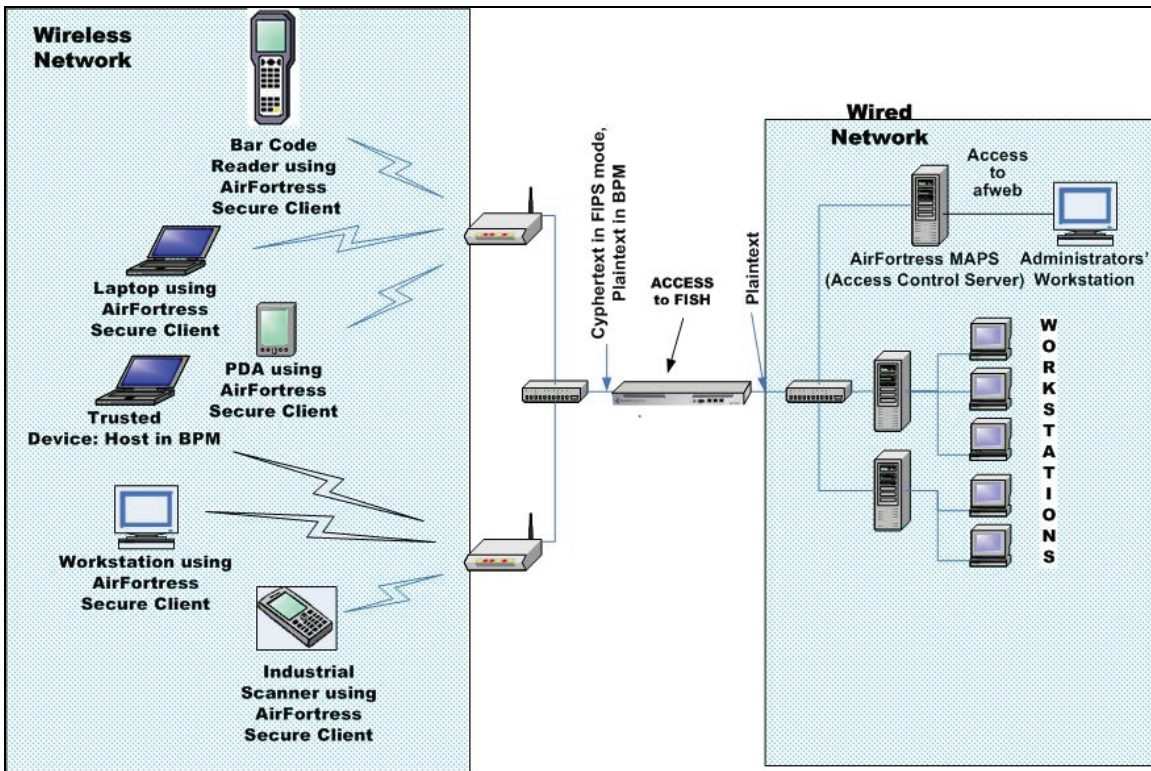 Wireless
Network
Bar Code
Reader using
AirFortress
Secure Client
Laptop using
AirFortress
Secure Client
PDA using
AirFortress
Secure Client
Trusted
Device: Host in BPM
Workstation using
AirFortress
Secure Client
Industrial
Scanner using
AirFortress
Secure Client
Cyphertext in FIPS mode,
Plaintext in BPM
ACCESS
to FISH
Plaintext
Wired
Network
Access
to
afweb
AirFortress MAPS
(Access Control Server)
Administrators'
Workstation
WORKSTATIONS